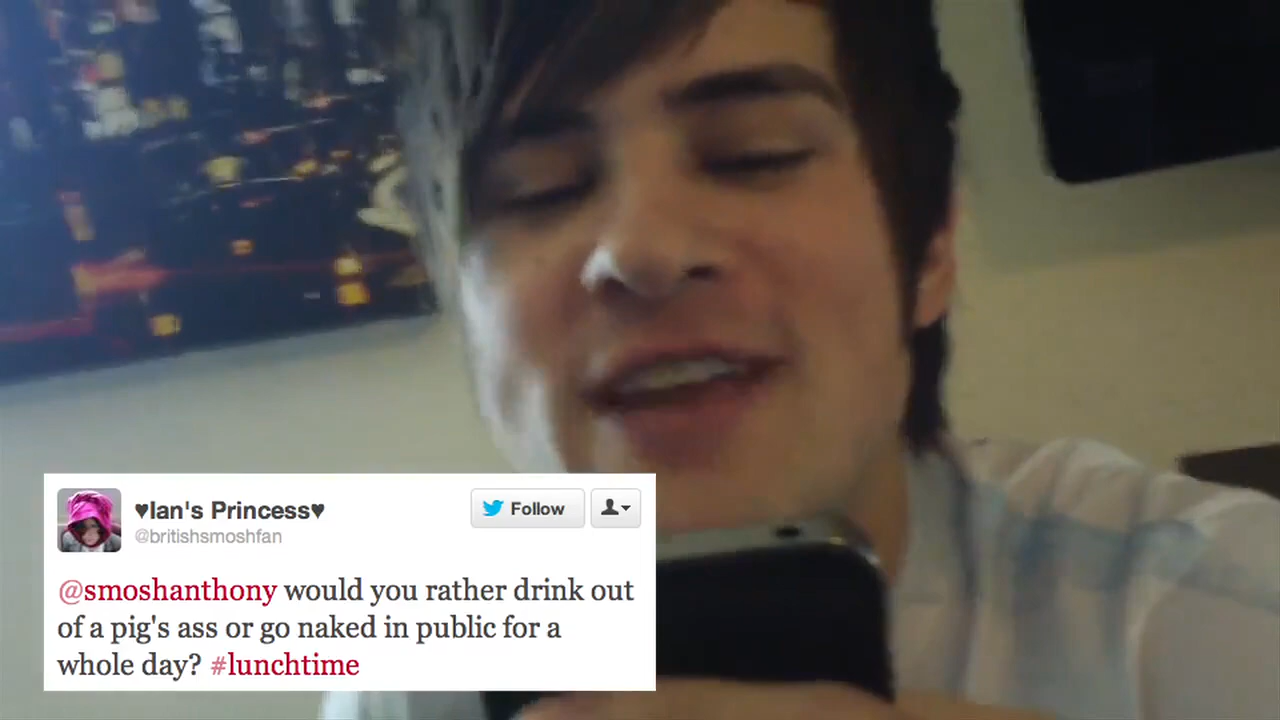 ♥Ian's Princess♥
Follow
@britishsmoshfan
@smoshanthony would you rather drink out
of a pig's ass or go naked in public for a
whole day? #lunchtime